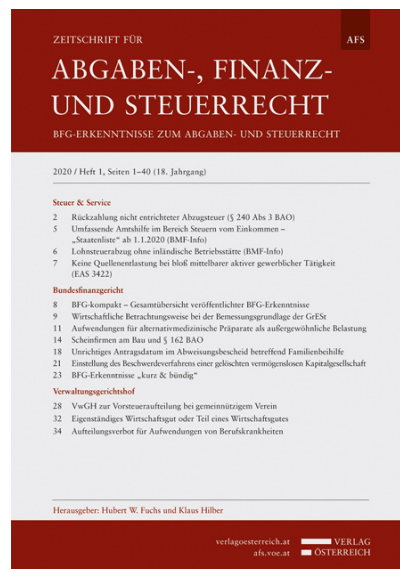 ZEITSCHRIFT FÜR
AFS
ABGABEN-, FINANZ-
UND STEUERRECHT
BFG-ERKENNTNISSE ZUM ABGABEN- UND STEUERRECHT
2020 / Heft 1, Seiten 1–40 (18. Jahrgang)
Steuer & Service
2 Rückzahlung nicht entrichteter Abzugsteuer (§ 240 Abs 3 BAO)
5 Umfassende Amtshilfe im Bereich Steuern vom Einkommen –
„Staatenliste“ ab 1.1.2020 (BMF-Info)
6 Lohnsteuerabzug ohne inländische Betriebsstätte (BMF-Info)
7 Keine Quellenentlastung bei bloß mittelbarer aktiver gewerblicher Tätigkeit
(EAS 3422)
Bundesfinanzgericht
8 BFG-kompakt – Gesamtübersicht veröffentlichter BFG-Erkenntnisse
9 Wirtschaftliche Betrachtungsweise bei der Bemessungsgrundlage der GrESt
11 Aufwendungen für alternativmedizinische Präparate als außergewöhnliche Belastung
14 Scheinfirmen am Bau und § 162 BAO
18 Unrichtiges Antragsdatum im Abweisungsbescheid betreffend Familienbeihilfe
21 Einstellung des Beschwerdeverfahrens einer gelöschten vermögenslosen Kapitalgesellschaft
23 BFG-Erkenntnisse „kurz & bündig“
Verwaltungsgerichtshof
28 VwGH zur Vorsteueraufteilung bei gemeinnützigem Verein
32 Eigenständiges Wirtschaftsgut oder Teil eines Wirtschaftsgutes
34 Aufteilungsverbot für Aufwendungen von Berufskrankheiten
Herausgeber: Hubert W. Fuchs und Klaus Hilber
verlagoesterreich.at
afs.voe.at
VERLAG
ÖSTERREICH